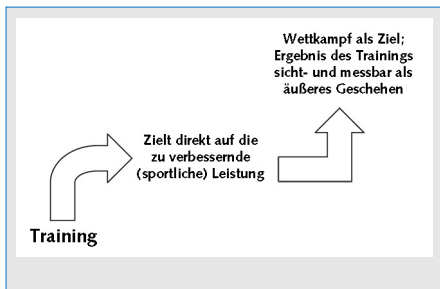 Wettkampf als Ziel;
Ergebnis des Trainings
sicht- und messbar als
äußeres Geschehen
Zielt direkt auf die
zu verbessernde
(sportliche) Leistung
Training